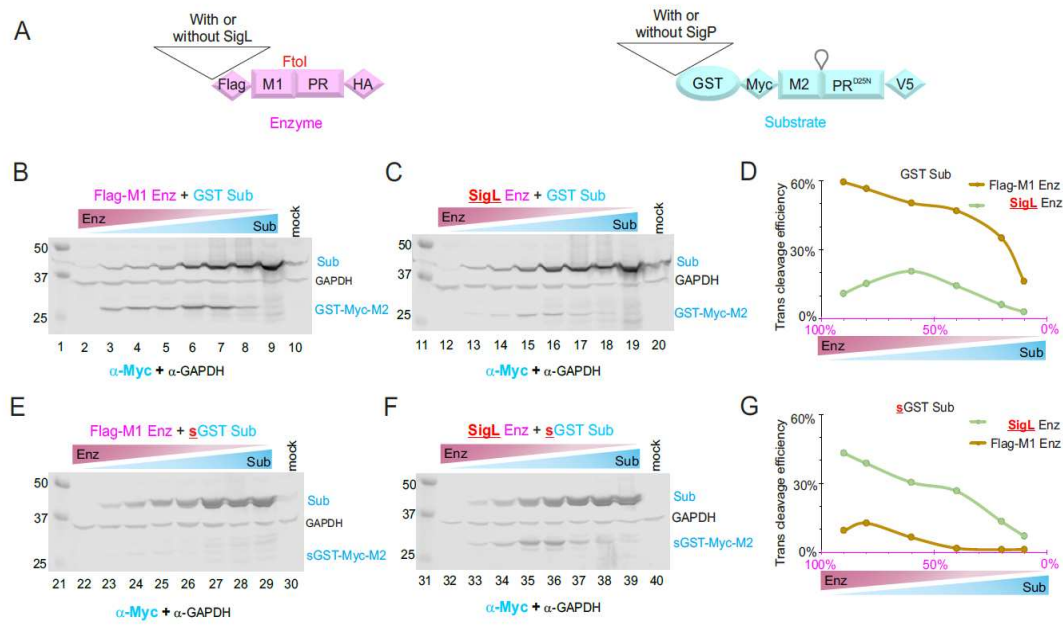 A
With or
without SigL
FtoI
Flag M1 PR HA
Enzyme
With or
without SigP
GST Myc M2 PR D25N V5
Substrate
B
Flag-M1 Enz + GST Sub
Enz
Sub
mock
50
37
25
Sub
GAPDH
GST-Myc-M2
1 2 3 4 5 6 7 8 9 10
α-Myc + α-GAPDH
C
SigL Enz + GST Sub
Enz
Sub
mock
50
37
25
Sub
GAPDH
GST-Myc-M2
11 12 13 14 15 16 17 18 19 20
α-Myc + α-GAPDH
D
GST Sub
Flag-M1 Enz
SigL Enz
Trans cleavage efficiency
60%
30%
0%
100% 50% 0%
Enz
Sub
E
Flag-M1 Enz + sGST Sub
Enz
Sub
mock
50
37
25
Sub
GAPDH
sGST-Myc-M2
21 22 23 24 25 26 27 28 29 30
α-Myc + α-GAPDH
F
SigL Enz + sGST Sub
Enz
Sub
mock
50
37
25
Sub
GAPDH
sGST-Myc-M2
31 32 33 34 35 36 37 38 39 40
α-Myc + α-GAPDH
G
sGST Sub
SigL Enz
Flag-M1 Enz
Trans cleavage efficiency
60%
30%
0%
100% 50% 0%
Enz
Sub